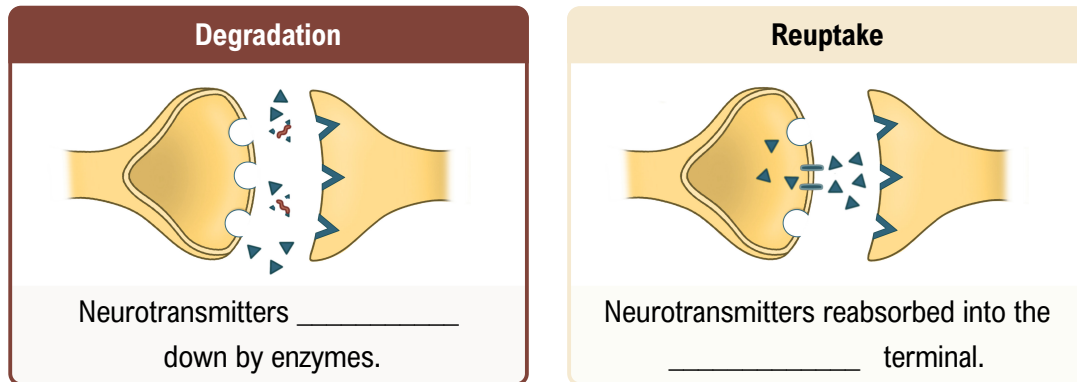 Degradation
Neurotransmitters ___________
down by enzymes.
Reuptake
Neurotransmitters reabsorbed into the
_____________ terminal.